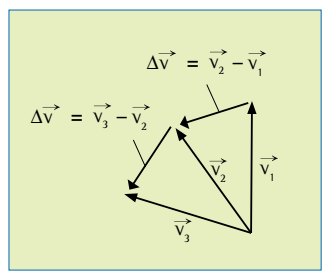 Δv⃗ = v⃗₂ − v⃗₁
Δv⃗ = v⃗₃ − v⃗₂
v⃗₁
v⃗₂
v⃗₃